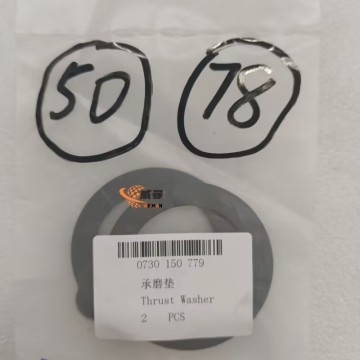 50
78
0730 150 779
承磨垫
Thrust Washer
2 PCS